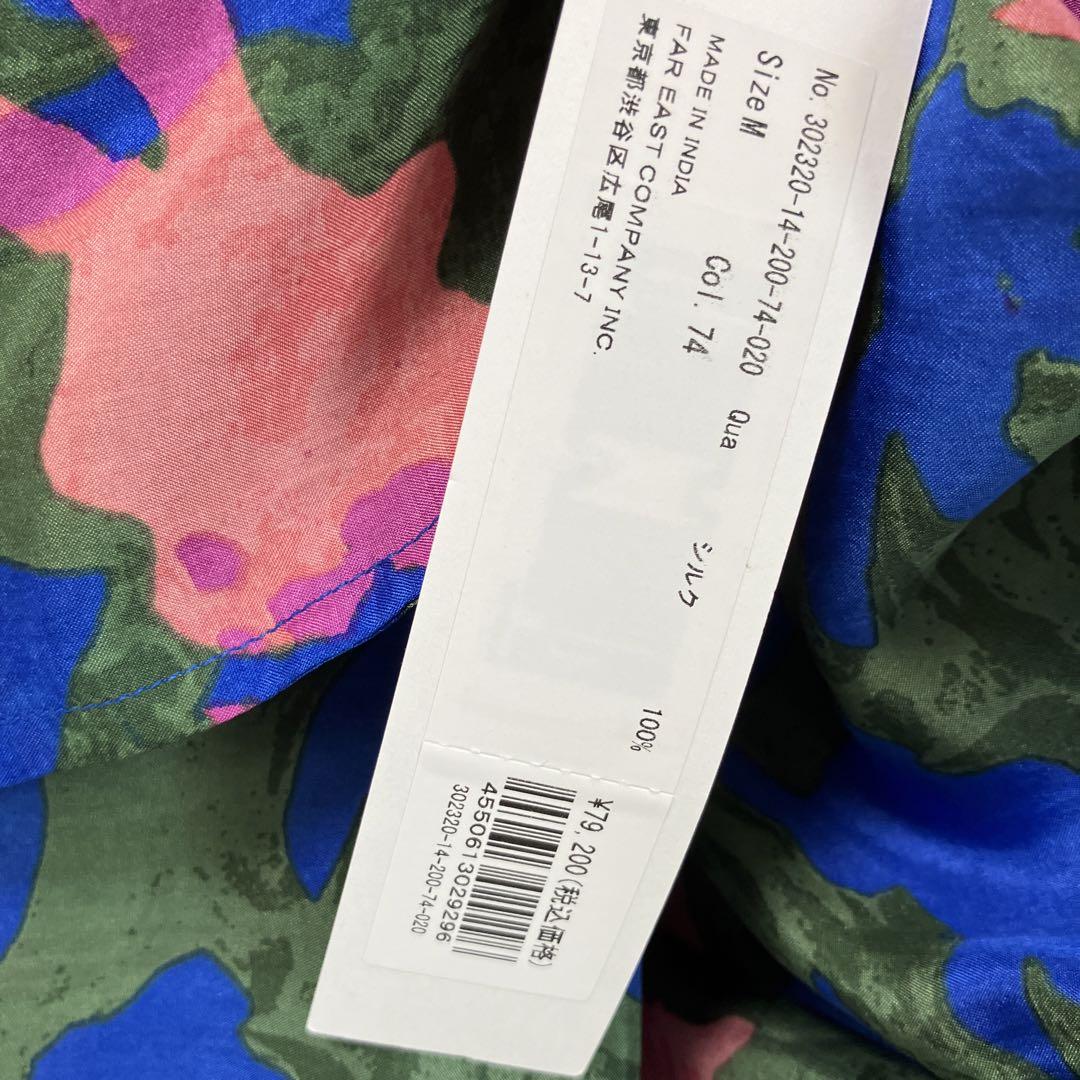 No. 302320-14-200-74-020 Qua
Size M Col. 74 シルク 100%
MADE IN INDIA
FAR EAST COMPANY INC.
東京都渋谷区広尾1-13-7
¥79,200(税込価格)
4550613029296
302320-14-200-74-020